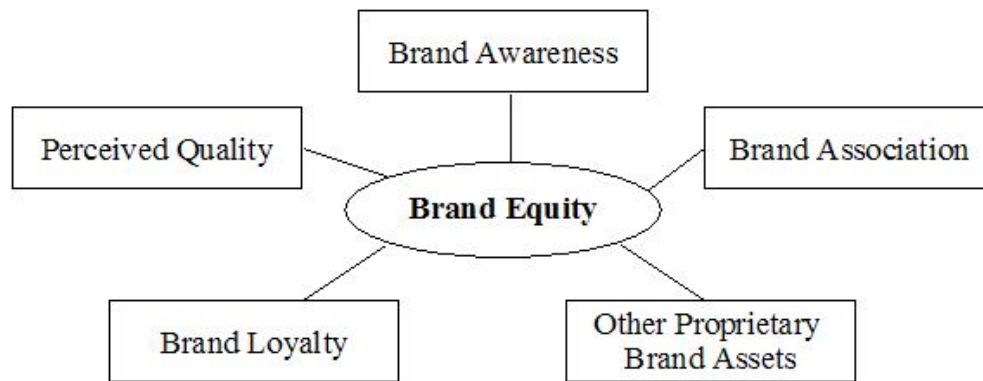 Brand Awareness
Perceived Quality
Brand Association
Brand Equity
Brand Loyalty
Other Proprietary
Brand Assets